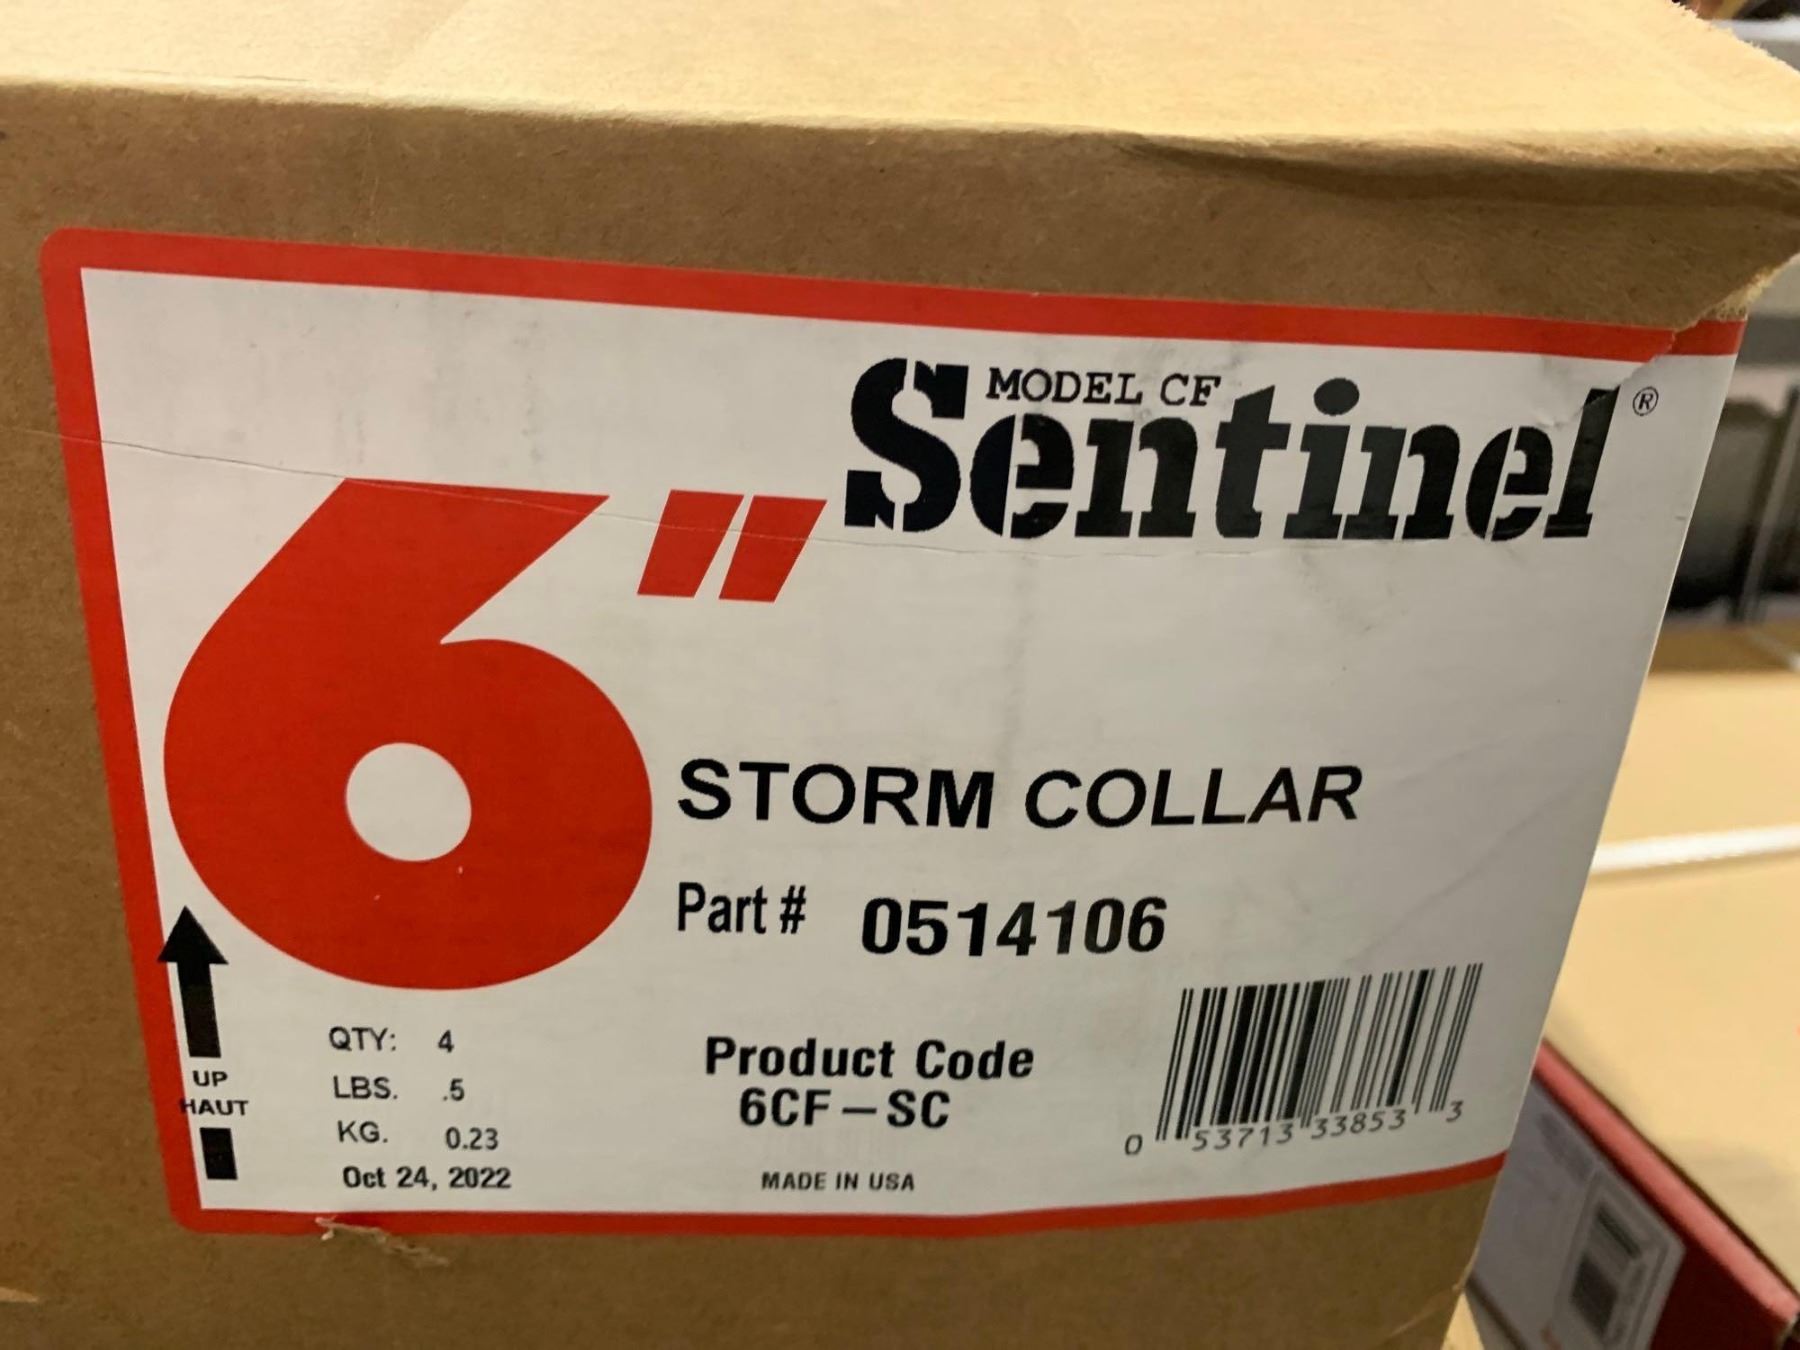 MODEL CF
Sentinel®
6"
STORM COLLAR
Part # 0514106
UP
HAUT
QTY: 4
LBS. .5
KG. 0.23
Oct 24, 2022
Product Code
6CF-SC
MADE IN USA
0 53713 33853 3